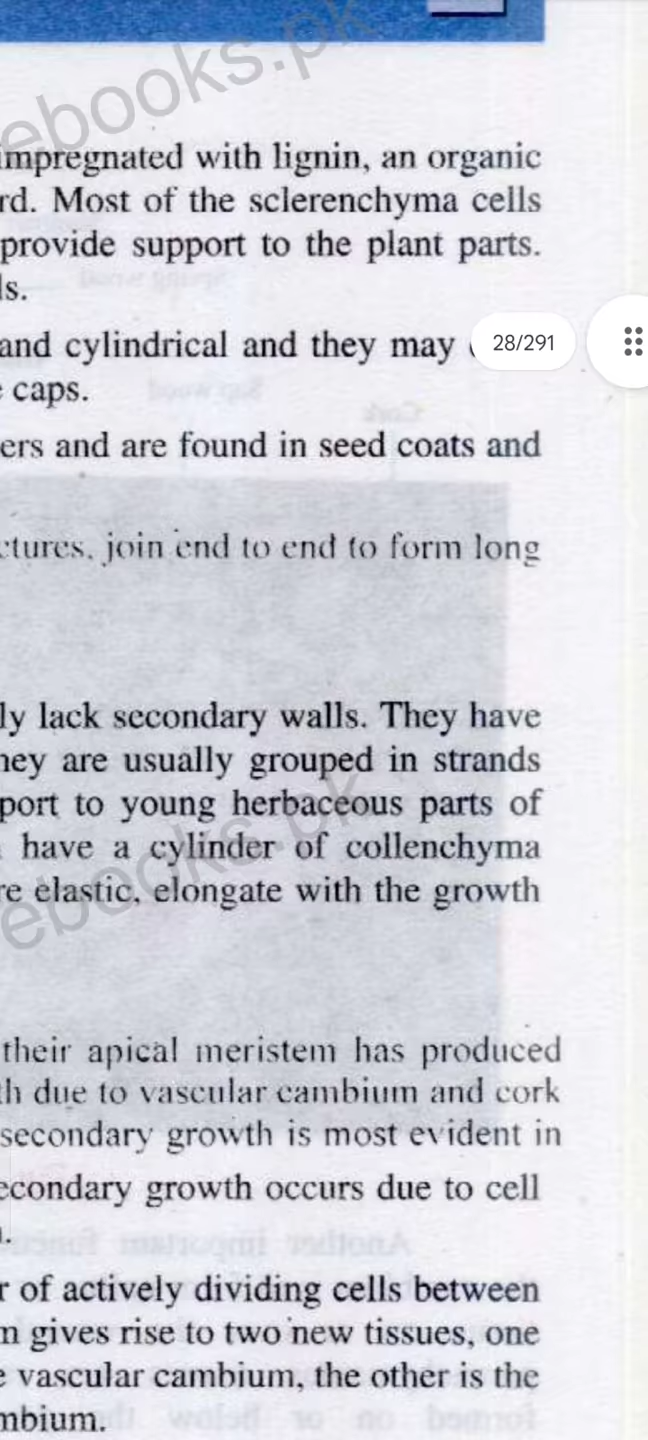 ebooks.pk
impregnated with lignin, an organic
rd. Most of the sclerenchyma cells
provide support to the plant parts.
ls.
and cylindrical and they may
28/291
caps.
ers and are found in seed coats and
ctures, join end to end to form long
ly lack secondary walls. They have
hey are usually grouped in strands
port to young herbaceous parts of
have a cylinder of collenchyma
re elastic, elongate with the growth
ebooks.pk
their apical meristem has produced
th due to vascular cambium and cork
secondary growth is most evident in
econdary growth occurs due to cell
r of actively dividing cells between
m gives rise to two new tissues, one
e vascular cambium, the other is the
mbium.